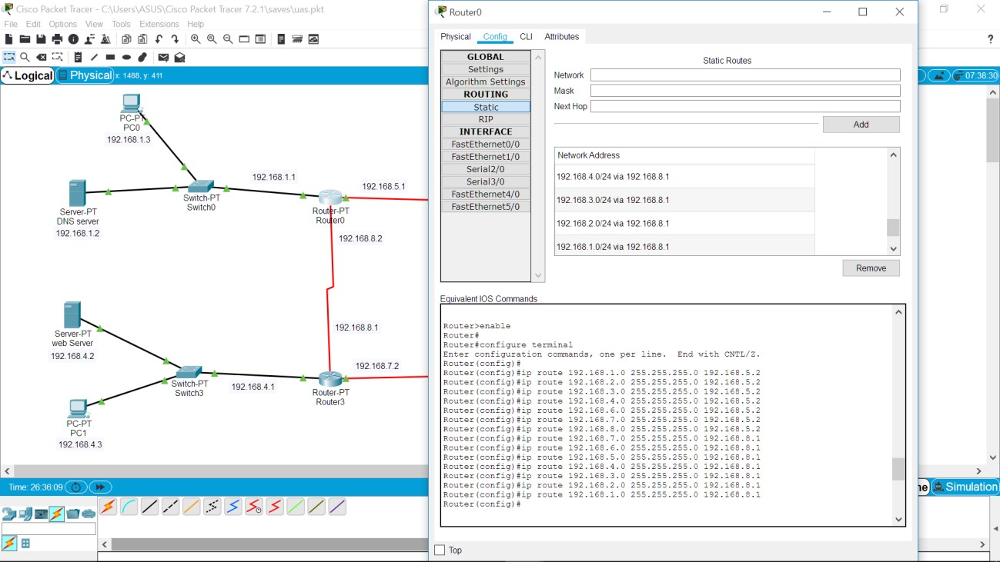 Cisco Packet Tracer - C:\Users\ASUS\Cisco Packet Tracer 7.2.1\saves\uas.pkt
File Edit Options View Tools Extensions Help
?
Logical Physical x: 1488, y: 411
07:38:30
PC-PT
PC0
192.168.1.3
192.168.1.1
192.168.5.1
Switch-PT
Switch0
Server-PT
DNS server
192.168.1.2
Router-PT
Router0
192.168.8.2
Server-PT
web Server
192.168.4.2
192.168.8.1
192.168.7.2
Switch-PT
Switch3
192.168.4.1
Router-PT
Router3
PC-PT
PC1
192.168.4.3
Time: 26:36:09
Simulation
Router0
Physical Config CLI Attributes
GLOBAL
Settings
Algorithm Settings
ROUTING
Static
RIP
INTERFACE
FastEthernet0/0
FastEthernet1/0
Serial2/0
Serial3/0
FastEthernet4/0
FastEthernet5/0
Static Routes
Network
Mask
Next Hop
Add
Network Address
192.168.4.0/24 via 192.168.8.1
192.168.3.0/24 via 192.168.8.1
192.168.2.0/24 via 192.168.8.1
192.168.1.0/24 via 192.168.8.1
Remove
Equivalent IOS Commands
Router>enable
Router#
Router#configure terminal
Enter configuration commands, one per line. End with CNTL/Z.
Router(config)#
Router(config)#ip route 192.168.1.0 255.255.255.0 192.168.5.2
Router(config)#ip route 192.168.2.0 255.255.255.0 192.168.5.2
Router(config)#ip route 192.168.3.0 255.255.255.0 192.168.5.2
Router(config)#ip route 192.168.4.0 255.255.255.0 192.168.5.2
Router(config)#ip route 192.168.6.0 255.255.255.0 192.168.5.2
Router(config)#ip route 192.168.7.0 255.255.255.0 192.168.5.2
Router(config)#ip route 192.168.8.0 255.255.255.0 192.168.5.2
Router(config)#ip route 192.168.7.0 255.255.255.0 192.168.8.1
Router(config)#ip route 192.168.6.0 255.255.255.0 192.168.8.1
Router(config)#ip route 192.168.5.0 255.255.255.0 192.168.8.1
Router(config)#ip route 192.168.4.0 255.255.255.0 192.168.8.1
Router(config)#ip route 192.168.3.0 255.255.255.0 192.168.8.1
Router(config)#ip route 192.168.2.0 255.255.255.0 192.168.8.1
Router(config)#ip route 192.168.1.0 255.255.255.0 192.168.8.1
Router(config)#
Top